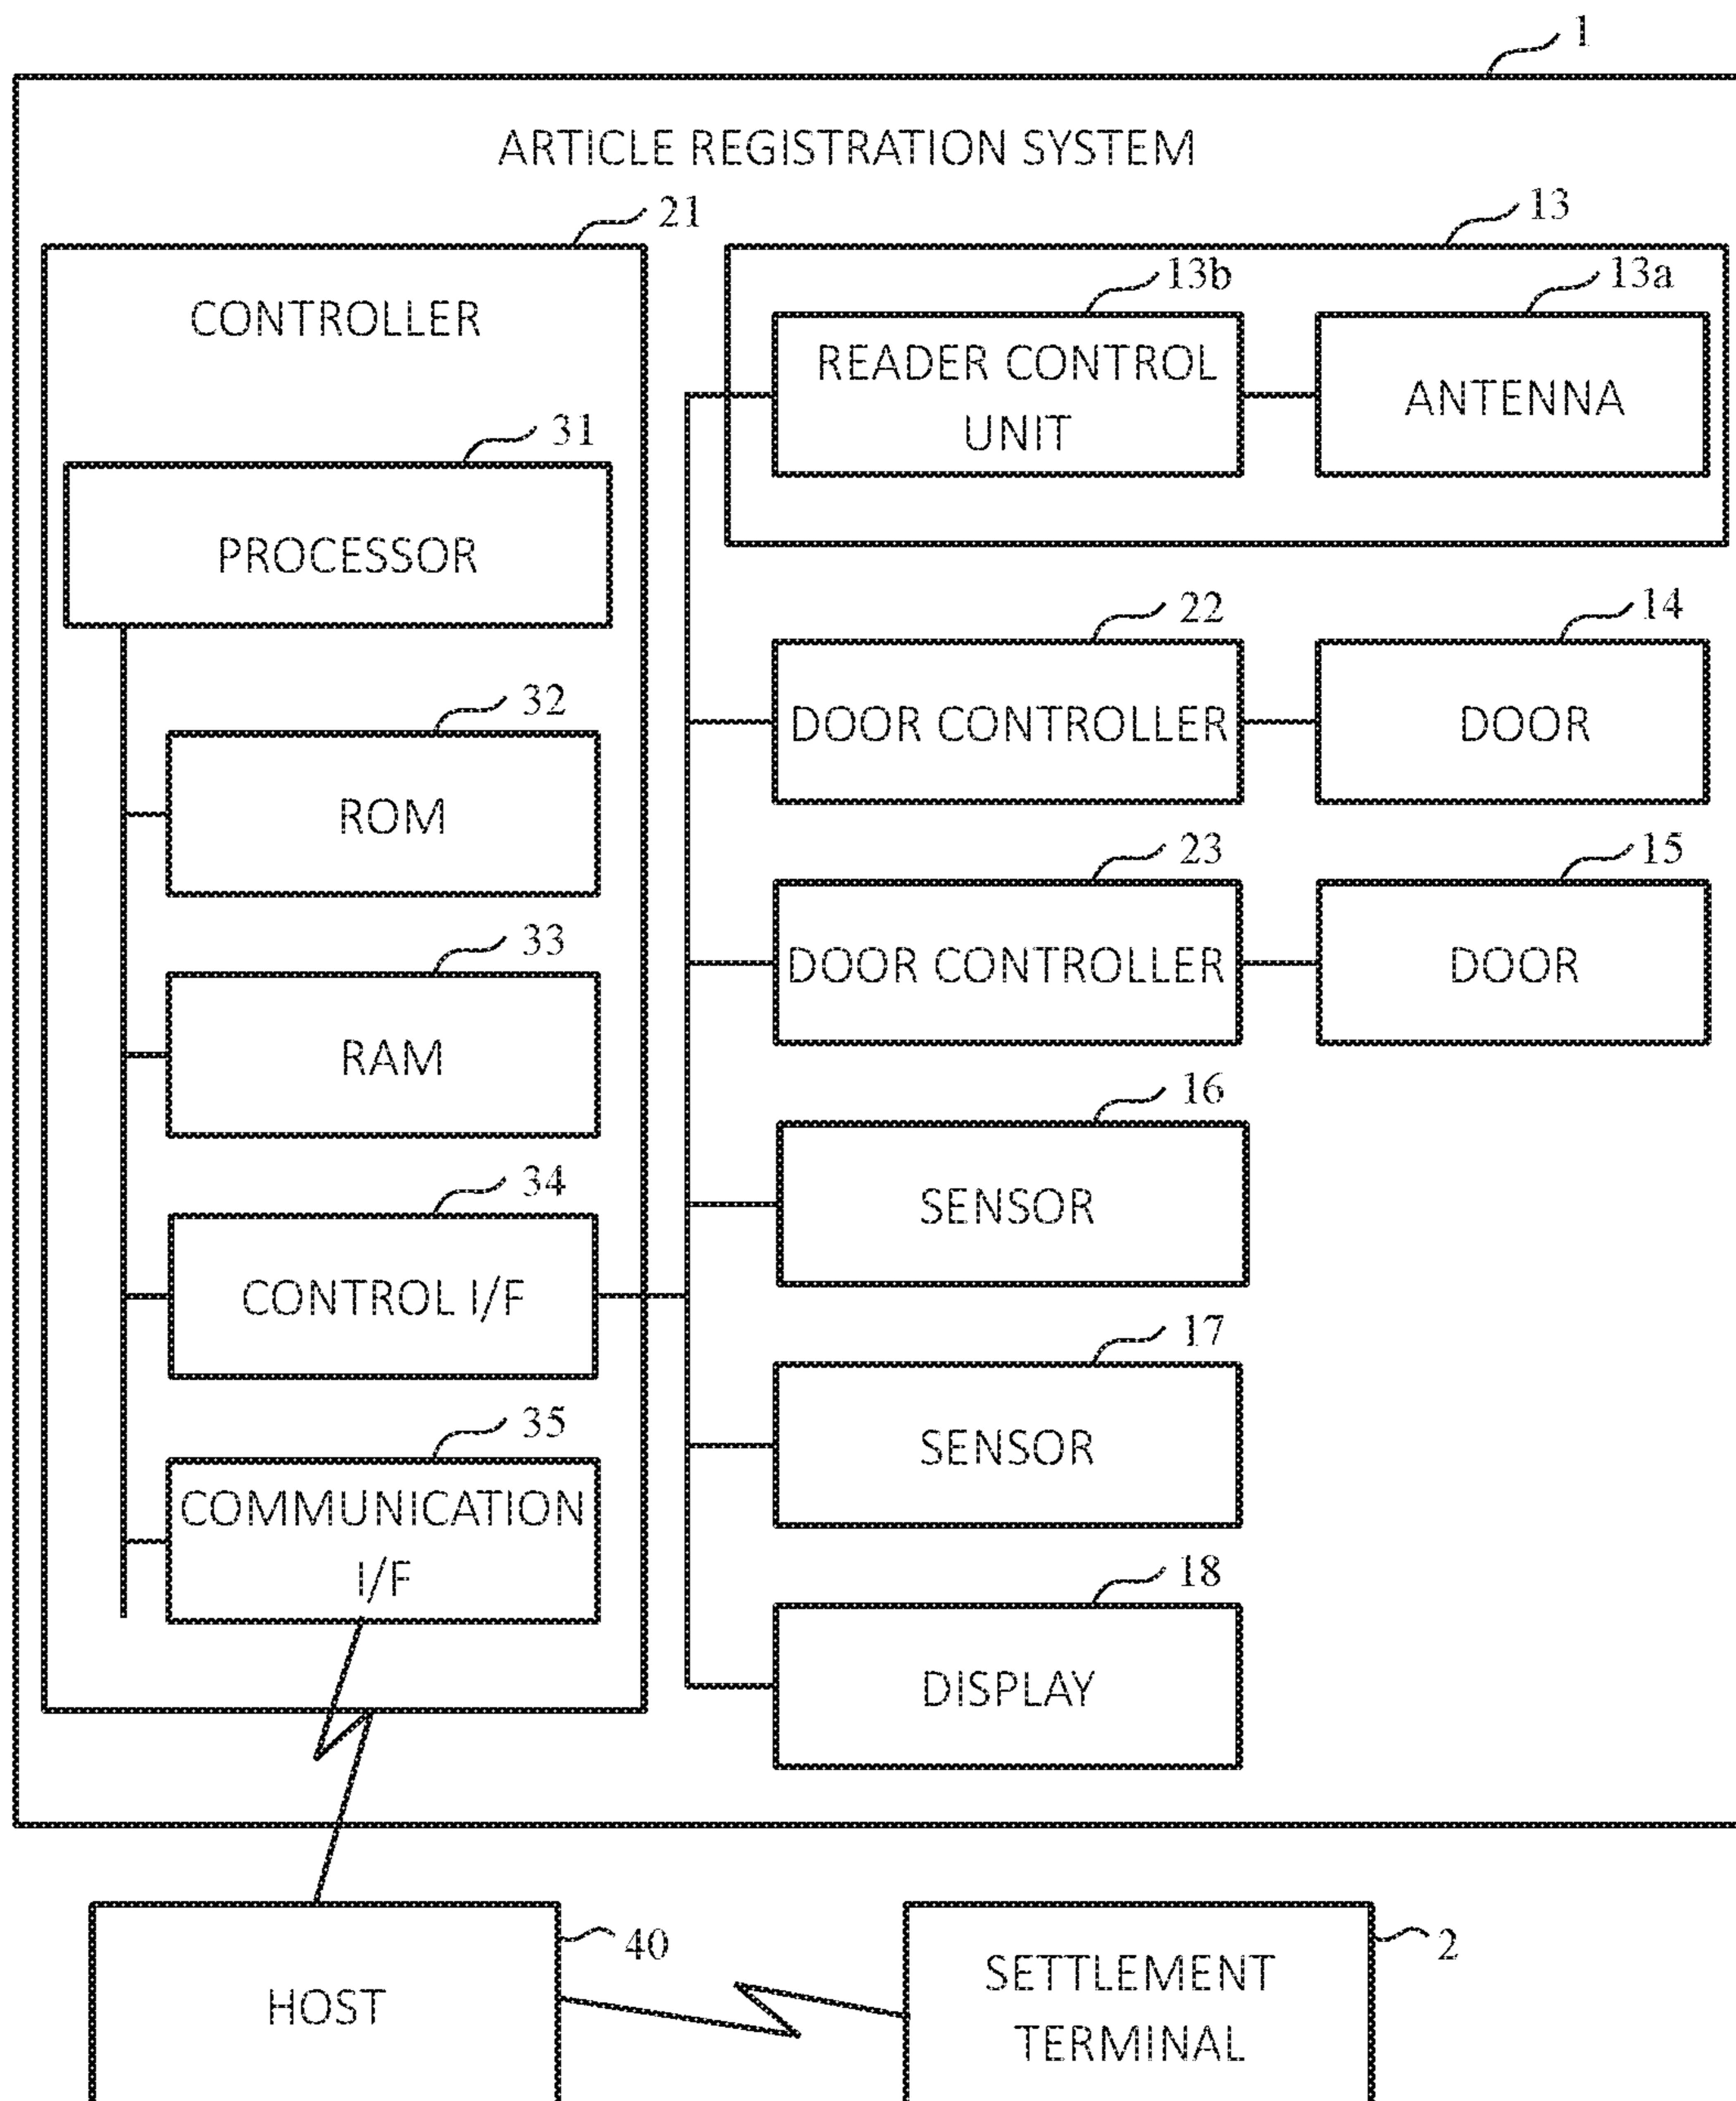 1
ARTICLE REGISTRATION SYSTEM
21
CONTROLLER
31
PROCESSOR
32
ROM
33
RAM
34
CONTROL I/F
35
COMMUNICATION
I/F
13
13b
READER CONTROL
UNIT
13a
ANTENNA
22
DOOR CONTROLLER
14
DOOR
23
DOOR CONTROLLER
15
DOOR
16
SENSOR
17
SENSOR
18
DISPLAY
40
HOST
2
SETTLEMENT
TERMINAL